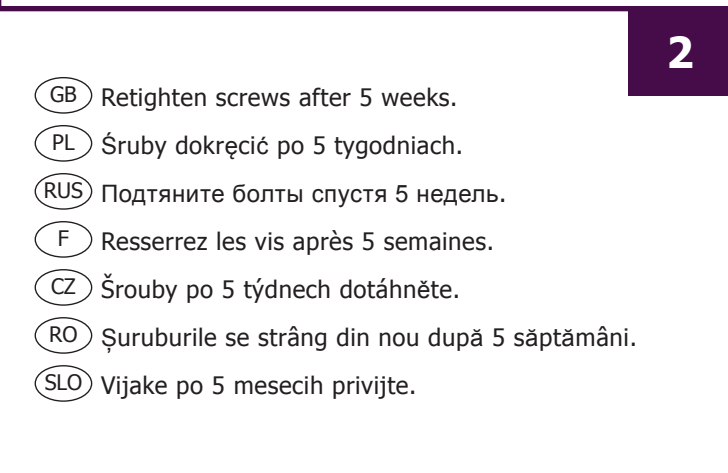 2
GB Retighten screws after 5 weeks.
PL Śruby dokręcić po 5 tygodniach.
RUS Подтяните болты спустя 5 недель.
F Resserrez les vis après 5 semaines.
CZ Šrouby po 5 týdnech dotáhněte.
RO Șuruburile se strâng din nou după 5 săptămâni.
SLO Vijake po 5 mesecih privijte.